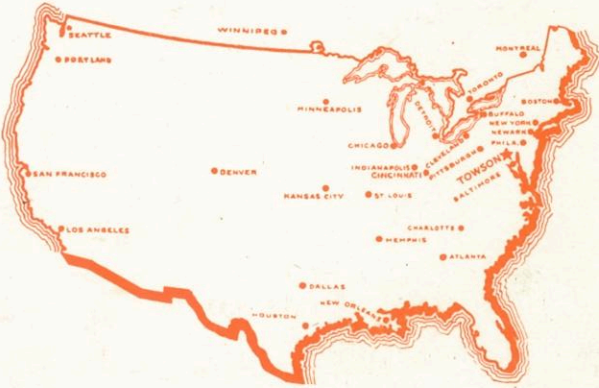 SEATTLE
WINNIPEG
PORTLAND
MONTREAL
TORONTO
MINNEAPOLIS
DETROIT
BOSTON
BUFFALO
NEW YORK
NEWARK
CHICAGO
CLEVELAND
PHILA.
PITTSBURGH
INDIANAPOLIS
CINCINNATI
TOWSON
SAN FRANCISCO
DENVER
BALTIMORE
KANSAS CITY
ST LOUIS
LOS ANGELES
CHARLOTTE
MEMPHIS
ATLANTA
DALLAS
NEW ORLEANS
HOUSTON